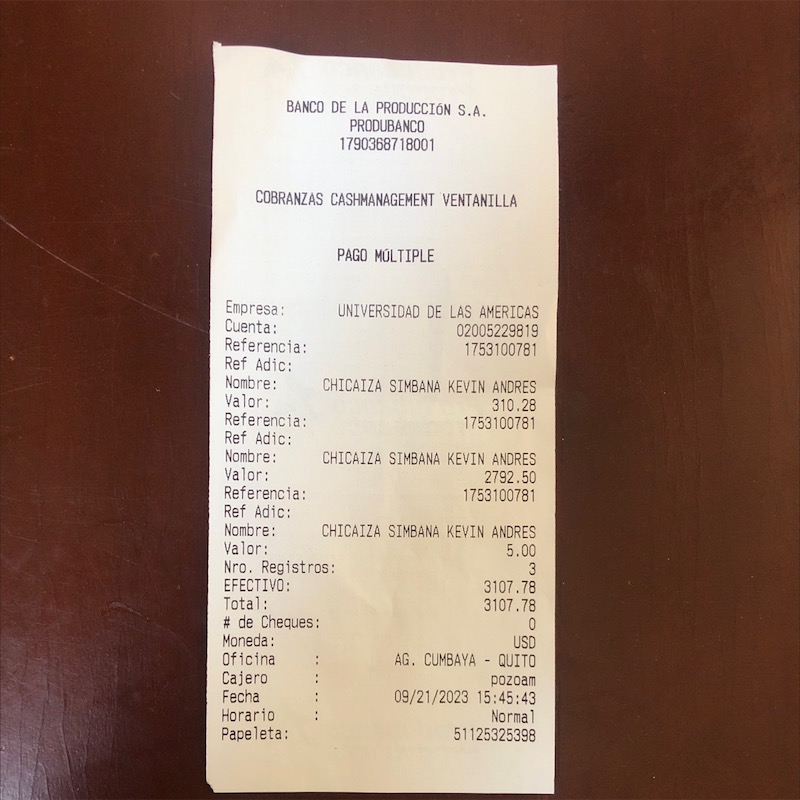 BANCO DE LA PRODUCCIÓN S.A.
PRODUBANCO
1790368718001
COBRANZAS CASHMANAGEMENT VENTANILLA
PAGO MÚLTIPLE
Empresa: UNIVERSIDAD DE LAS AMERICAS
Cuenta: 02005229819
Referencia: 1753100781
Ref Adic:
Nombre: CHICAIZA SIMBANA KEVIN ANDRES
Valor: 310.28
Referencia: 1753100781
Ref Adic:
Nombre: CHICAIZA SIMBANA KEVIN ANDRES
Valor: 2792.50
Referencia: 1753100781
Ref Adic:
Nombre: CHICAIZA SIMBANA KEVIN ANDRES
Valor: 5.00
Nro. Registros: 3
EFECTIVO: 3107.78
Total: 3107.78
# de Cheques: 0
Moneda: USD
Oficina : AG. CUMBAYA - QUITO
Cajero : pozoam
Fecha : 09/21/2023 15:45:43
Horario : Normal
Papeleta: 51125325398